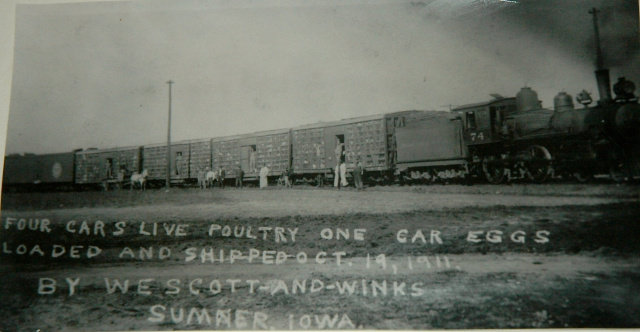 74
FOUR CARS LIVE POULTRY ONE CAR EGGS
LOADED AND SHIPPED OCT. 19, 1911
BY WESCOTT-AND-WINKS
SUMNER, IOWA.